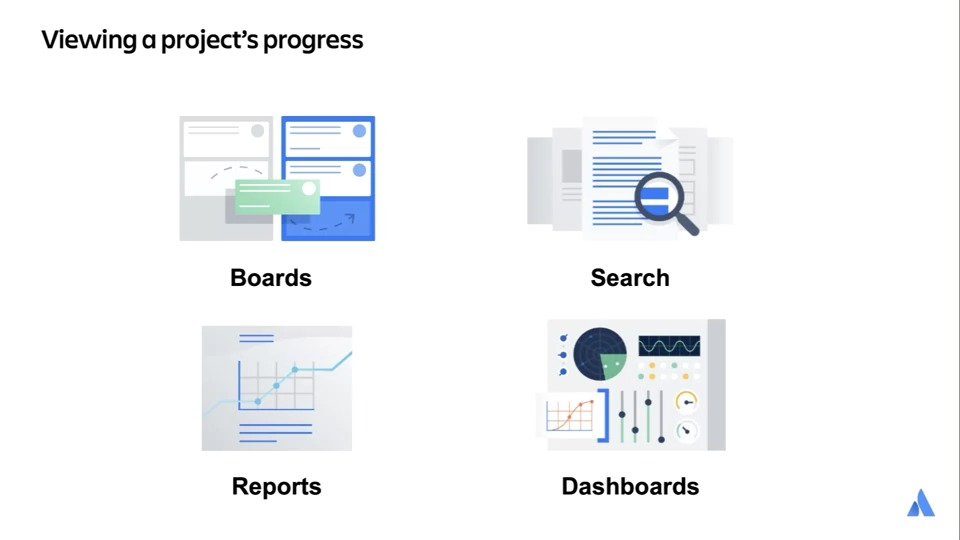 Viewing a project's progress
Boards
Search
Reports
Dashboards